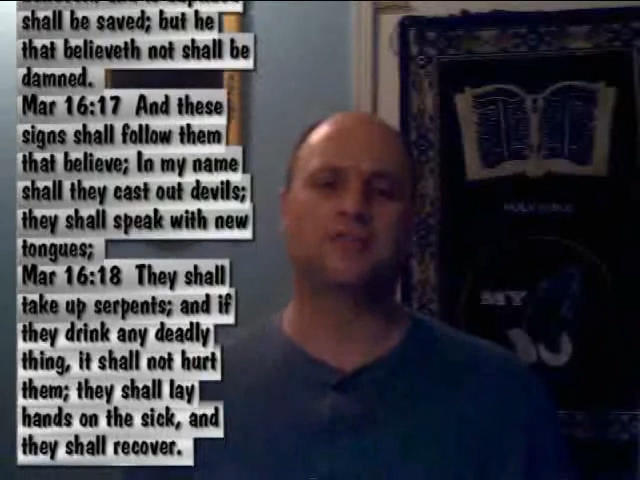 shall be saved; but he
that believeth not shall be
damned.
Mar 16:17 And these
signs shall follow them
that believe; In my name
shall they cast out devils;
they shall speak with new
tongues;
Mar 16:18 They shall
take up serpents; and if
they drink any deadly
thing, it shall not hurt
them; they shall lay
hands on the sick, and
they shall recover.
HOLY BIBLE
MY